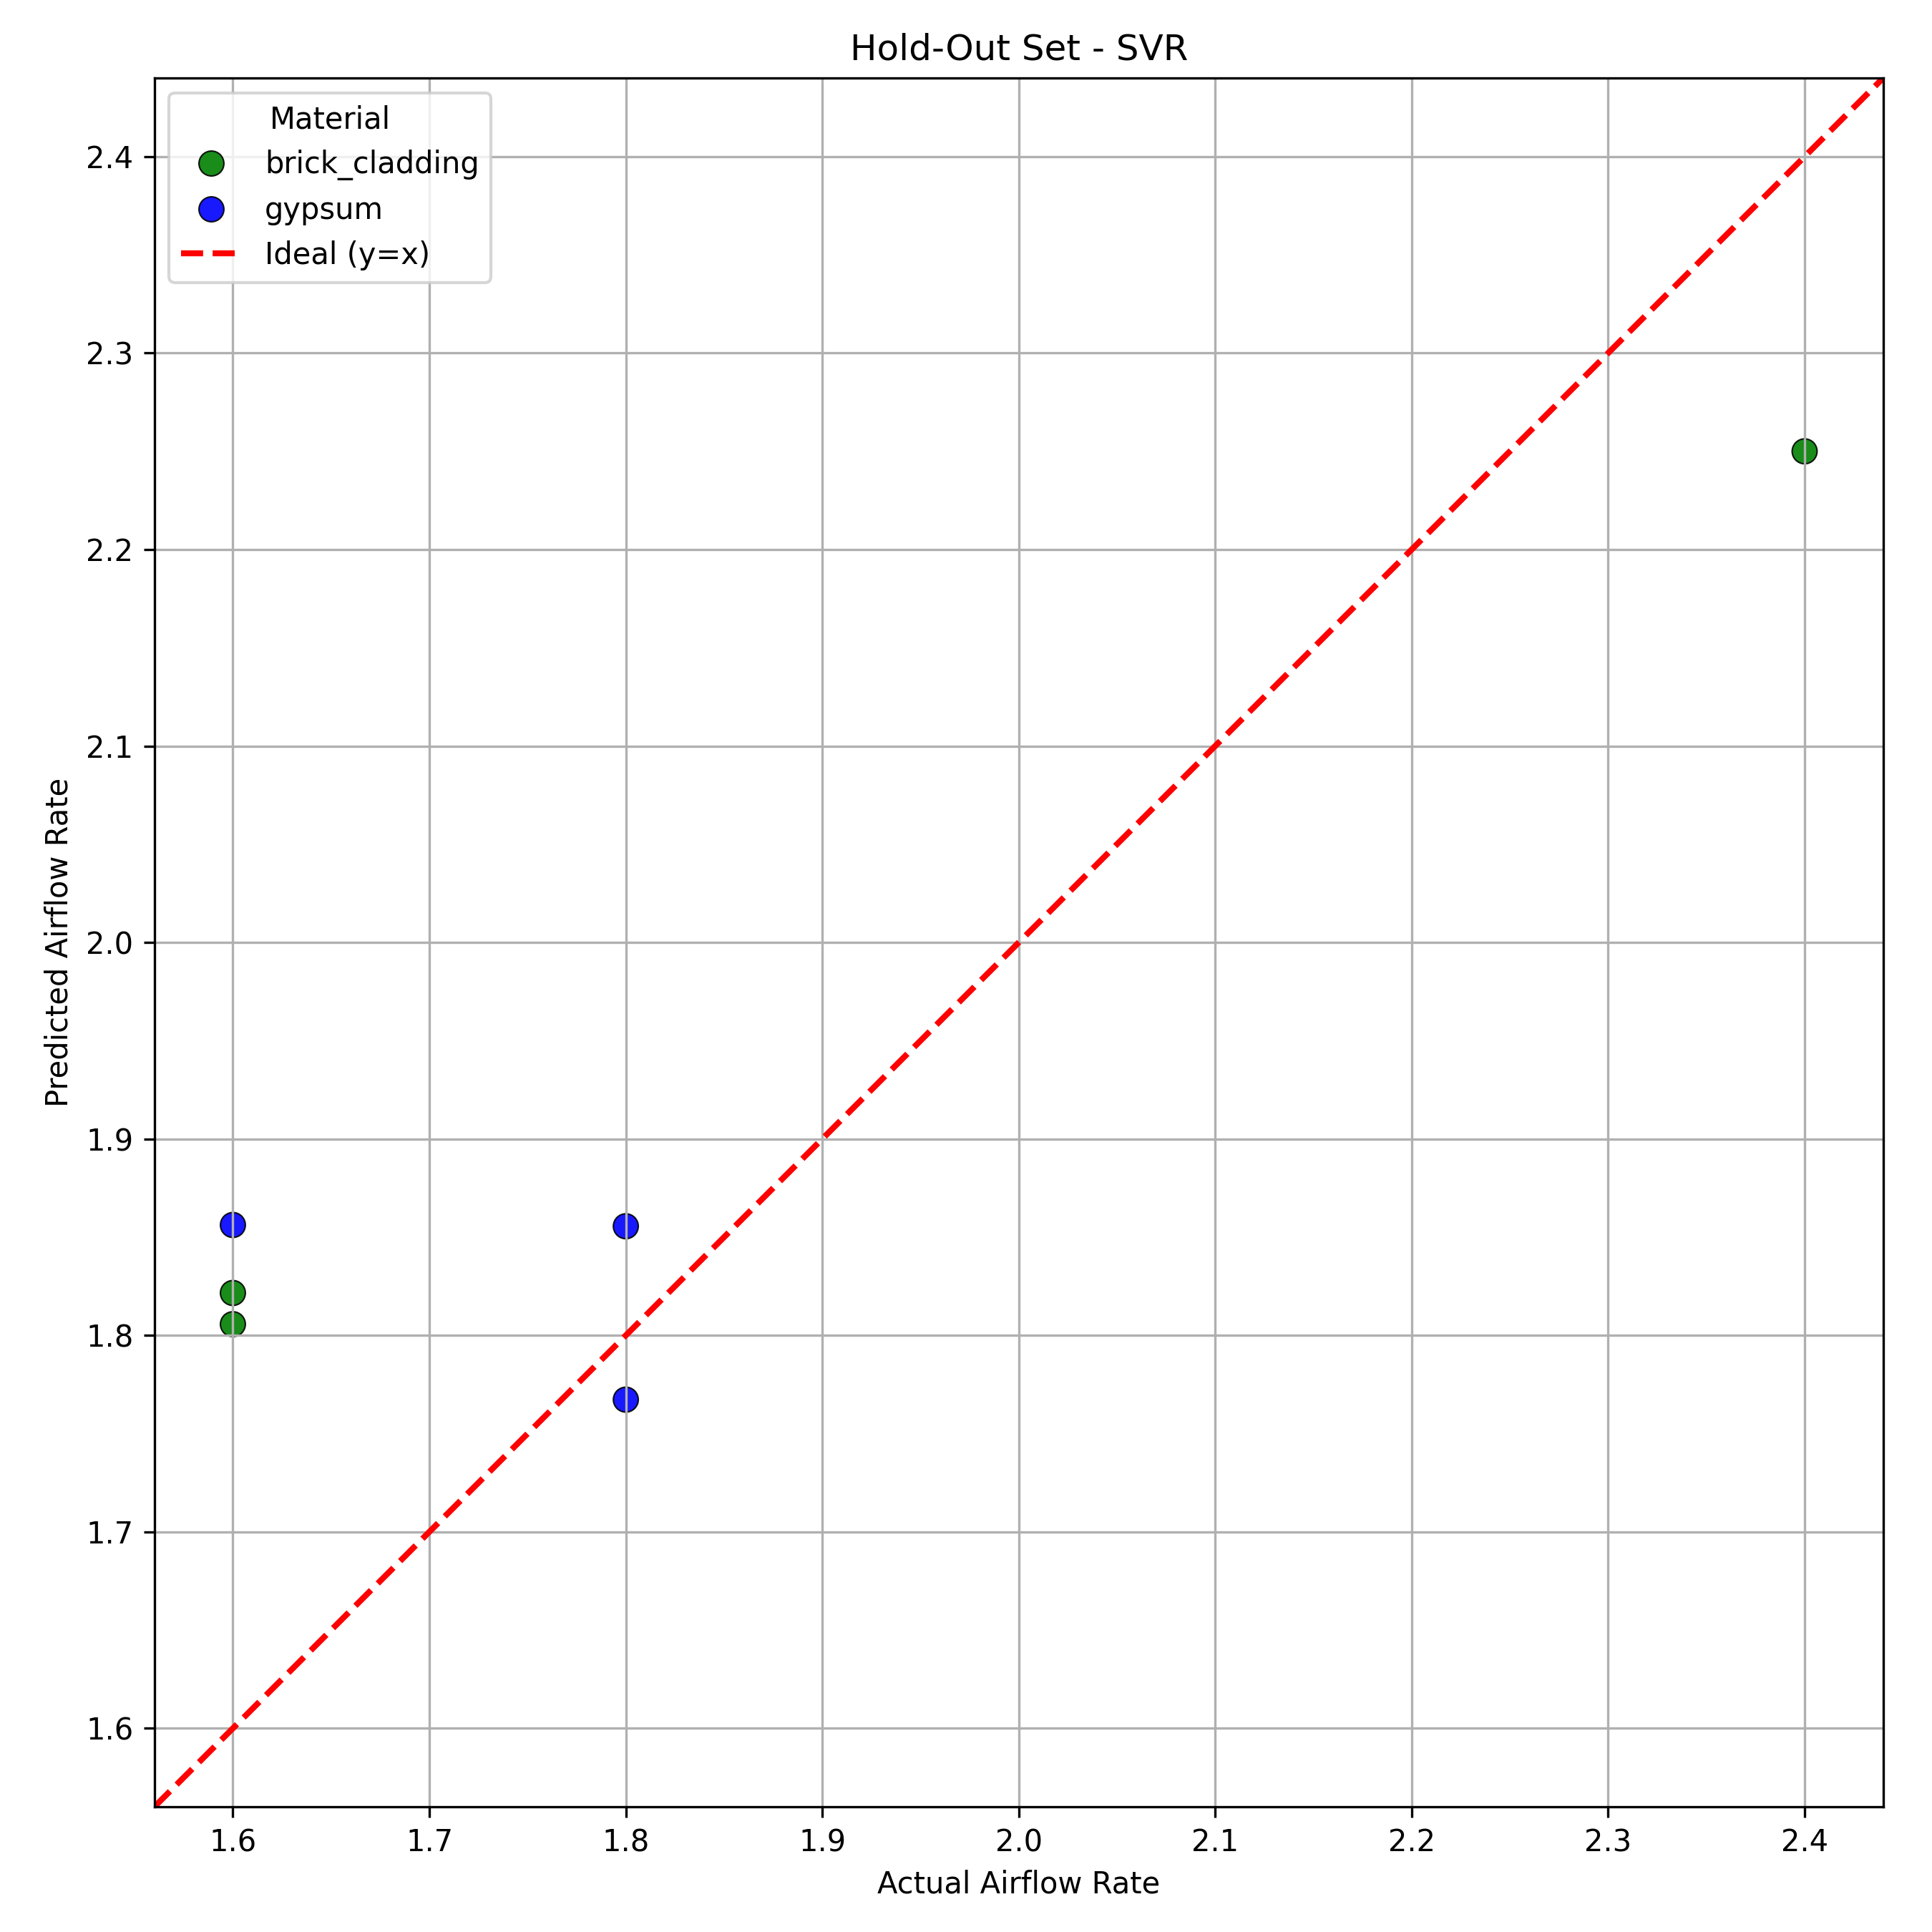 Hold-Out Set - SVR
Material
brick_cladding
gypsum
Ideal (y=x)
Predicted Airflow Rate
2.4
2.3
2.2
2.1
2.0
1.9
1.8
1.7
1.6
1.6 1.7 1.8 1.9 2.0 2.1 2.2 2.3 2.4
Actual Airflow Rate